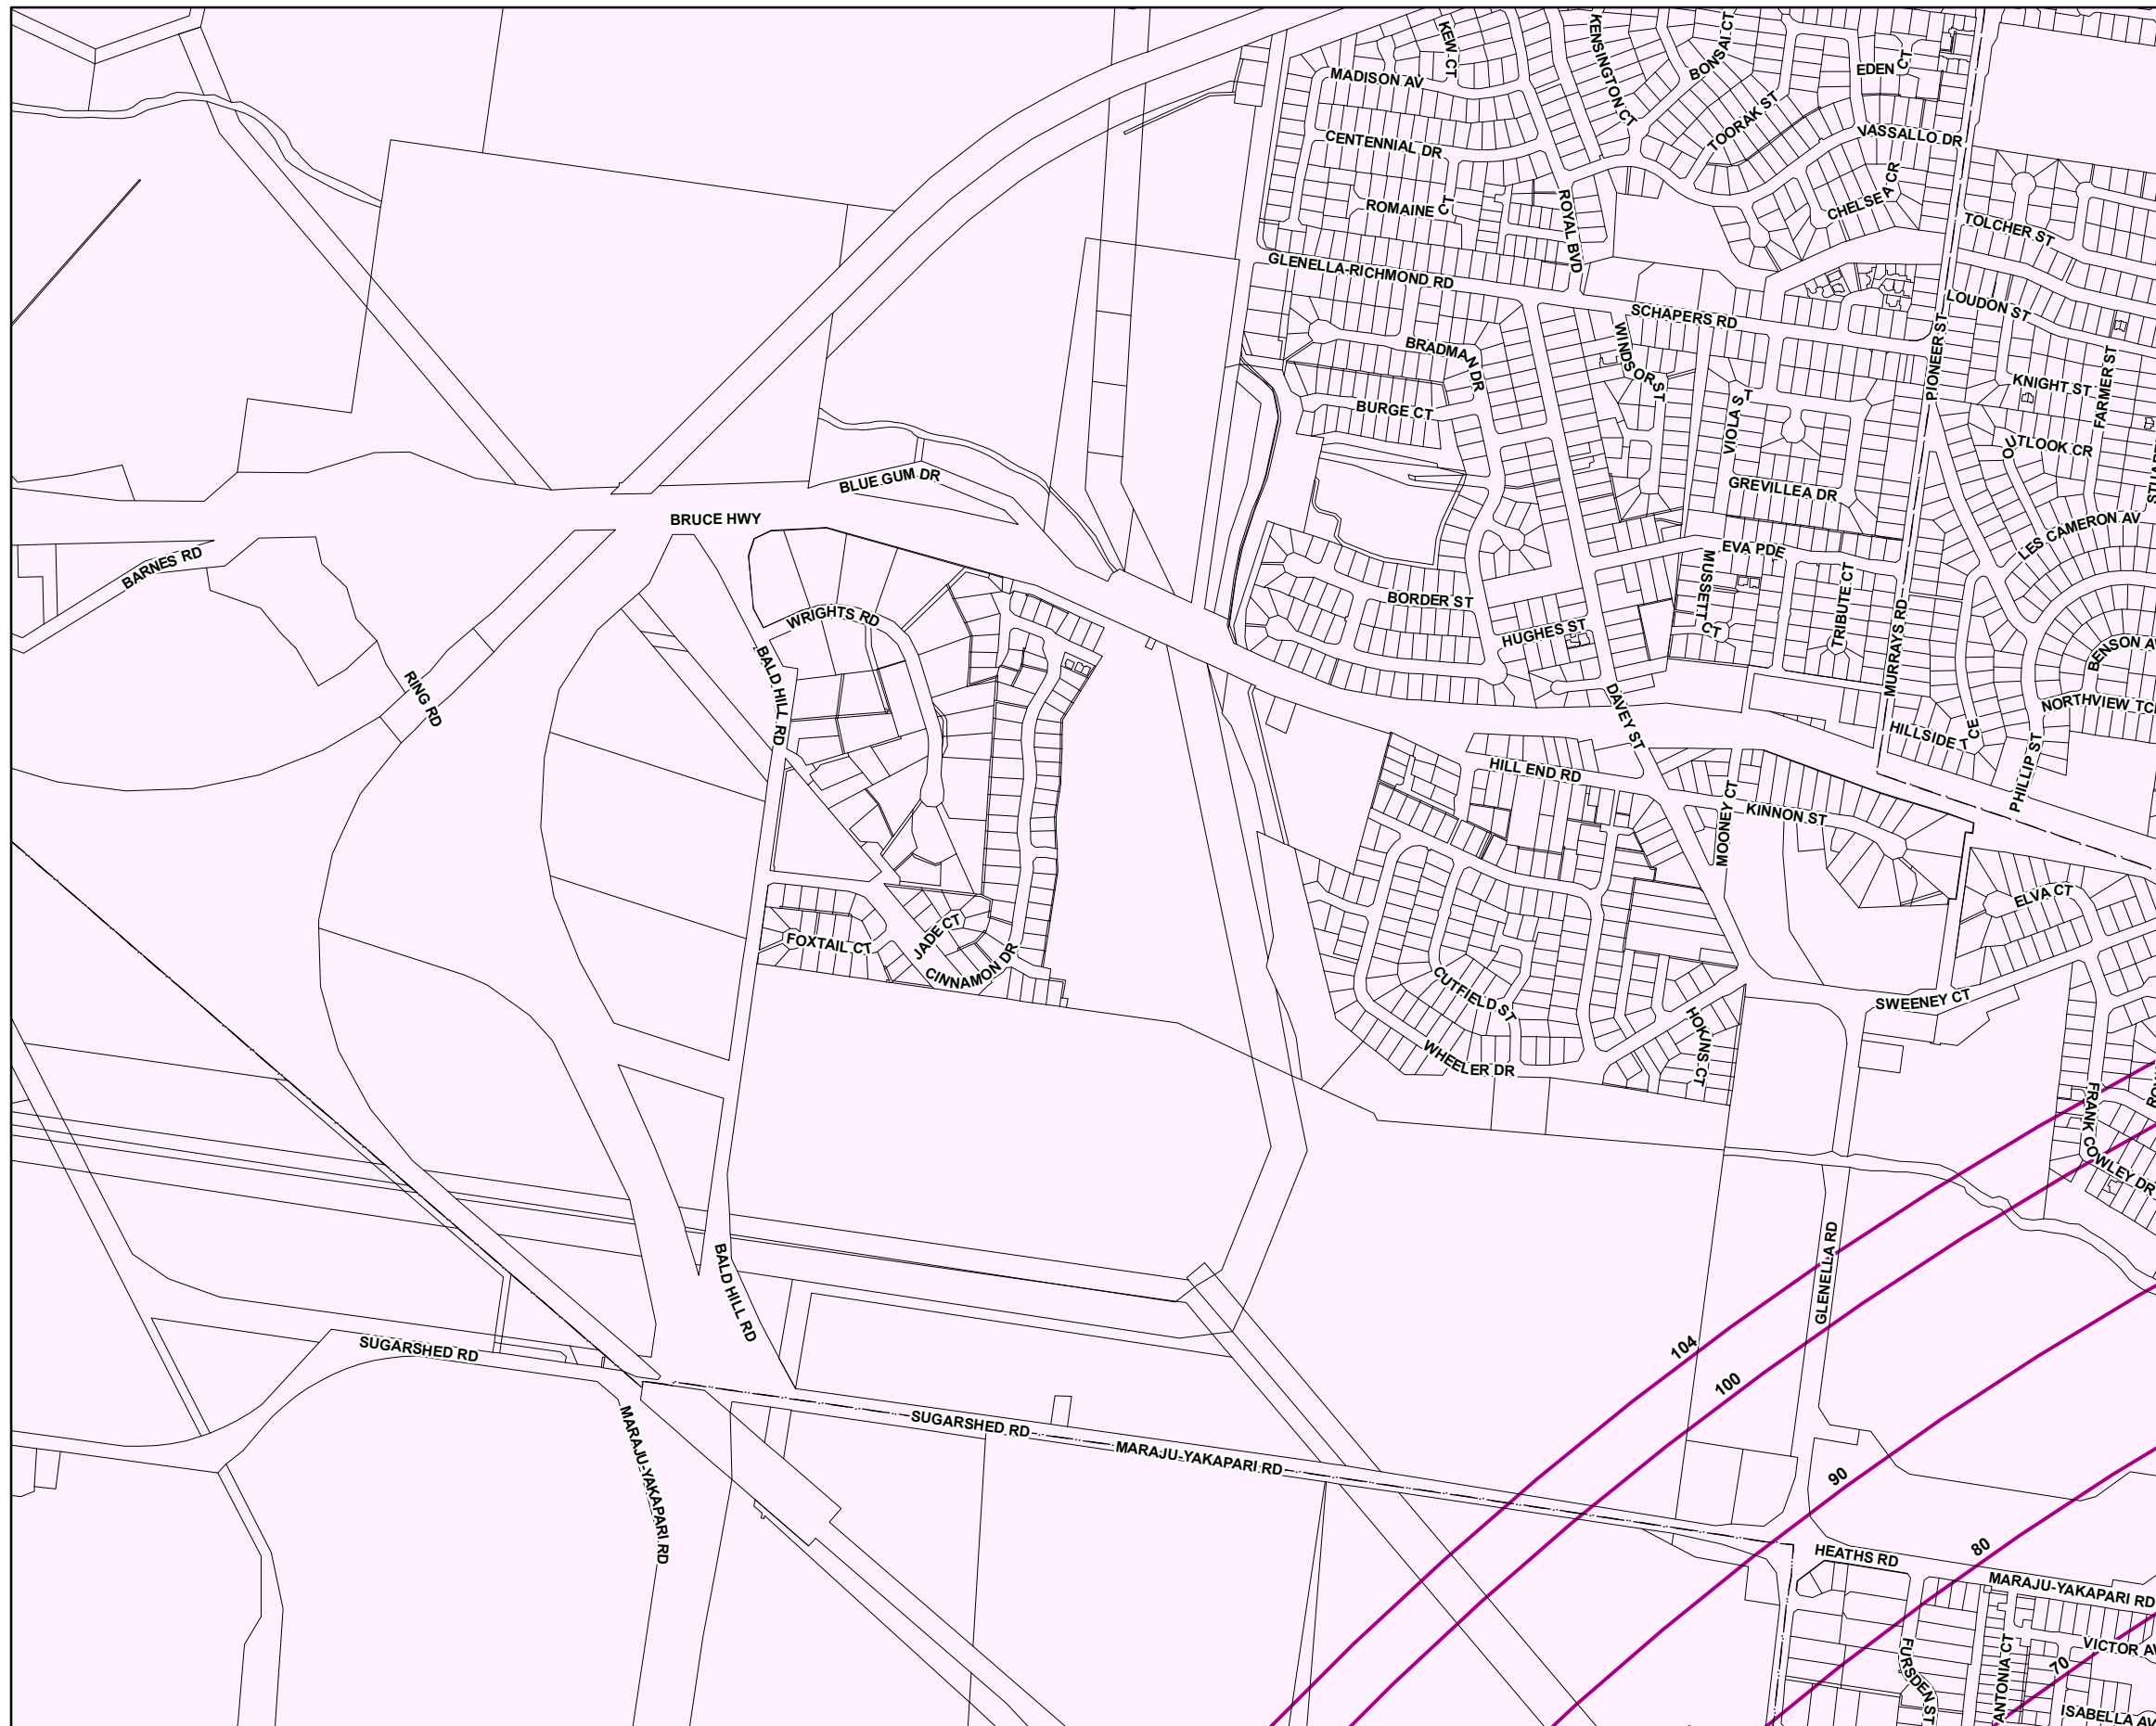 KEW CT
KENSINGTON CT
BONSAI CT
EDEN CT
MADISON AV
TOORAK ST
VASSALLO DR
CENTENNIAL DR
CHELSEA CR
ROMAINE CT
ROYAL BVD
TOLCHER ST
GLENELLA-RICHMOND RD
LOUDON ST
SCHAPERS RD
PIONEER ST
WINDSOR ST
BRADMAN DR
KNIGHT ST
FARMER ST
BURGE CT
VIOLA ST
OUTLOOK CR
BLUE GUM DR
GREVILLEA DR
BRUCE HWY
LES CAMERON AV
BARNES RD
EVA PDE
MUSSETT CT
TRIBUTE CT
BORDER ST
WRIGHTS RD
HUGHES ST
MURRAYS RD
BENSON AV
BALD HILL RD
RING RD
NORTHVIEW TCE
DAVEY ST
HILLSIDE TCE
PHILLIP ST
HILL END RD
MOONEY CT
KINNON ST
ELVA CT
JADE CT
FOXTAIL CT
CINNAMON DR
CUTFIELD ST
SWEENEY CT
HOKINS CT
WHEELER DR
FRANK COWLEY DR
GLENELLA RD
BALD HILL RD
104
SUGARSHED RD
100
SUGARSHED RD
MARAJU-YAKAPARI RD
MARAJU-YAKAPARI RD
90
80
HEATHS RD
MARAJU-YAKAPARI RD
FURSDEN ST
ANTONIA CT
VICTOR AV
70
ISABELLA AV